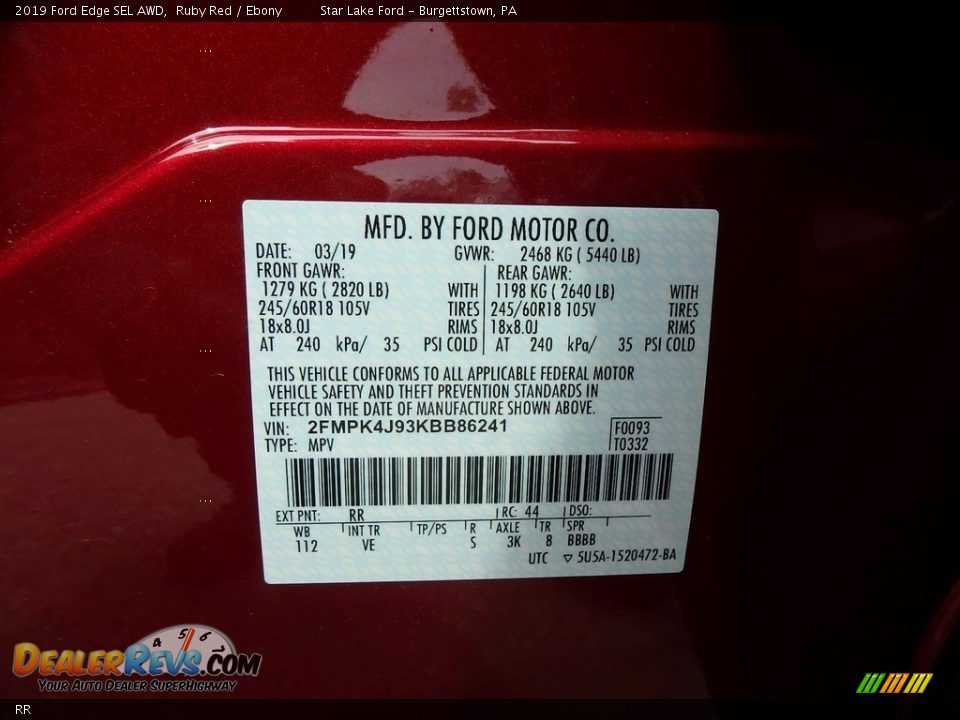 2019 Ford Edge SEL AWD, Ruby Red / Ebony Star Lake Ford - Burgettstown, PA
MFD. BY FORD MOTOR CO.
DATE: 03/19 GVWR: 2468 KG ( 5440 LB)
FRONT GAWR: REAR GAWR:
1279 KG ( 2820 LB) WITH 1198 KG ( 2640 LB) WITH
245/60R18 105V TIRES 245/60R18 105V TIRES
18x8.0J RIMS 18x8.0J RIMS
AT 240 kPa/ 35 PSI COLD AT 240 kPa/ 35 PSI COLD
THIS VEHICLE CONFORMS TO ALL APPLICABLE FEDERAL MOTOR
VEHICLE SAFETY AND THEFT PREVENTION STANDARDS IN
EFFECT ON THE DATE OF MANUFACTURE SHOWN ABOVE.
VIN: 2FMPK4J93KBB86241 F0093
TYPE: MPV T0332
EXT PNT: RR RC: 44 DSO:
WB INT TR TP/PS R AXLE TR SPR
112 VE S 3K 8 BBBB
UTC ▽ 5U5A-1520472-BA
4 5 6
DEALERREVS.COM
Your Auto Dealer SuperHighway
RR